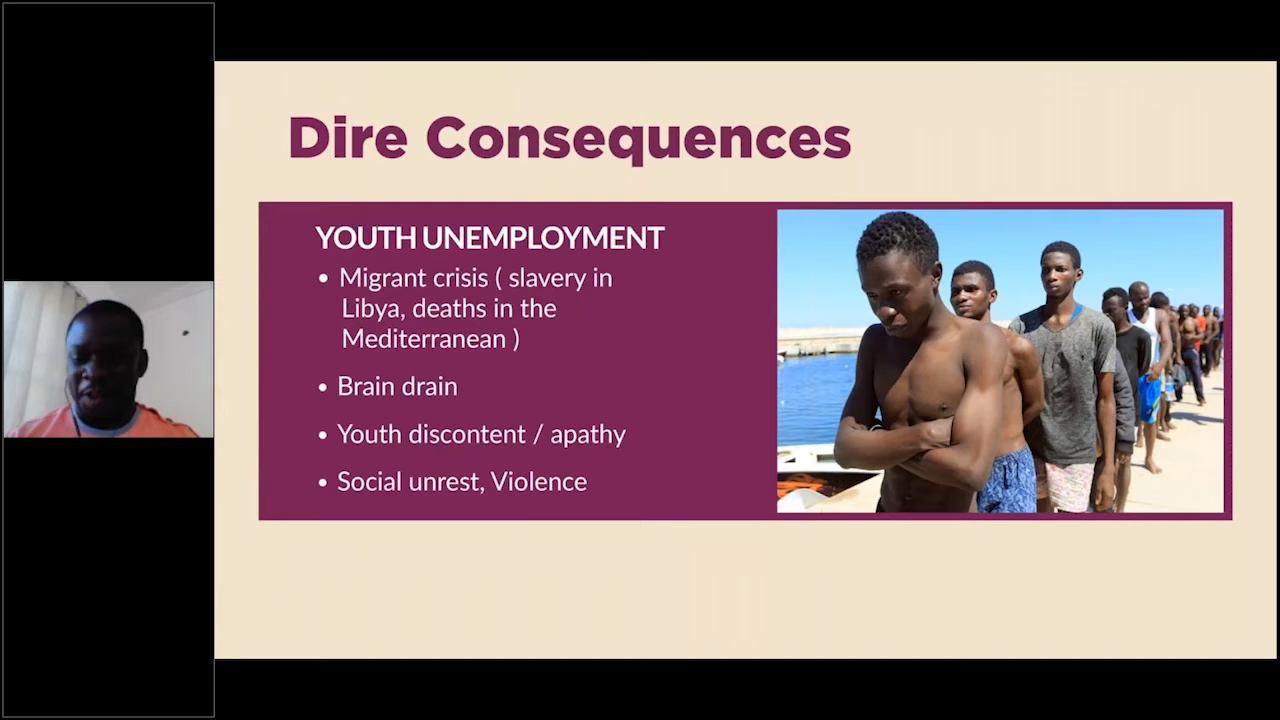 Dire Consequences
YOUTH UNEMPLOYMENT
• Migrant crisis ( slavery in
Libya, deaths in the
Mediterranean )
• Brain drain
• Youth discontent / apathy
• Social unrest, Violence